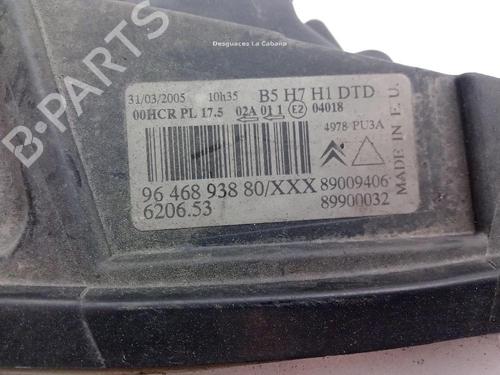 Desguaces La Cabaña
B-PARTS
31/03/2005 10h35 B5 H7 H1 DTD
00HCR PL 17.5 02A 01 1 E2 04018
4978 PU3A
96 468 938 80/XXX 89009406
6206.53 89900032
MADE IN E.U.